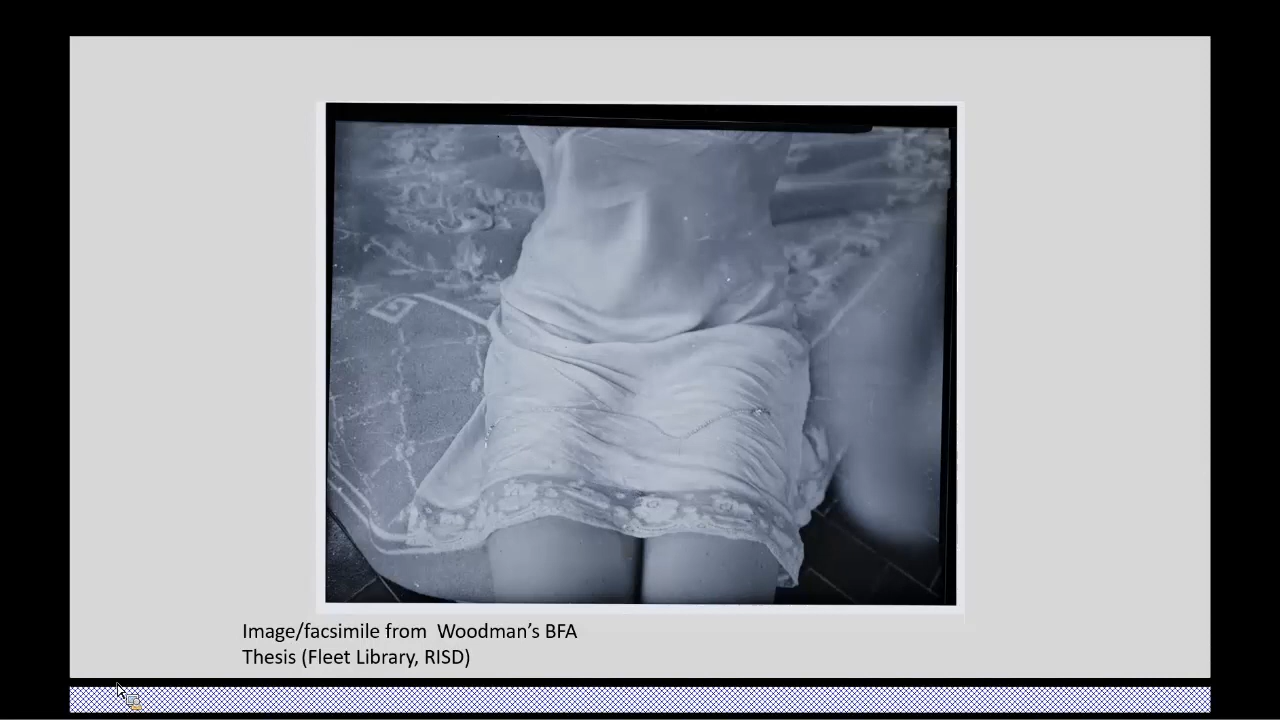 Image/facsimile from  Woodman’s BFA
Thesis (Fleet Library, RISD)